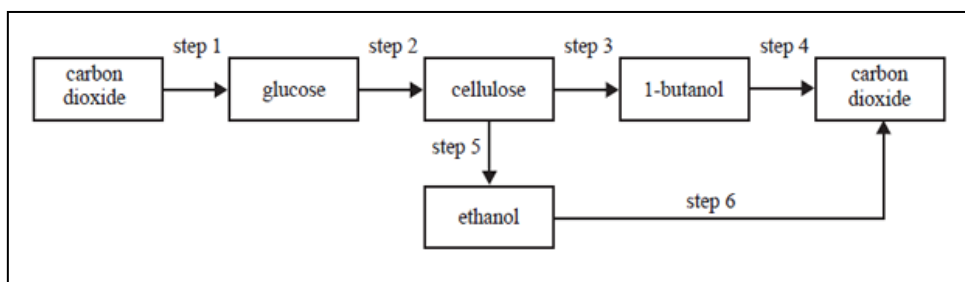 step 1
step 2
step 3
step 4
carbon
dioxide
glucose
cellulose
1-butanol
carbon
dioxide
step 5
ethanol
step 6